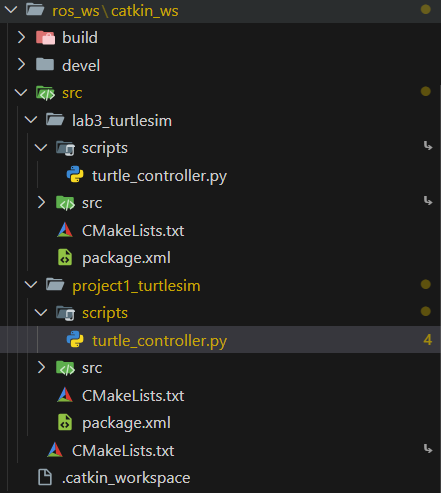 ros_ws\catkin_ws
build
devel
src
lab3_turtlesim
scripts
turtle_controller.py
src
CMakeLists.txt
package.xml
project1_turtlesim
scripts
turtle_controller.py 4
src
CMakeLists.txt
package.xml
CMakeLists.txt
.catkin_workspace